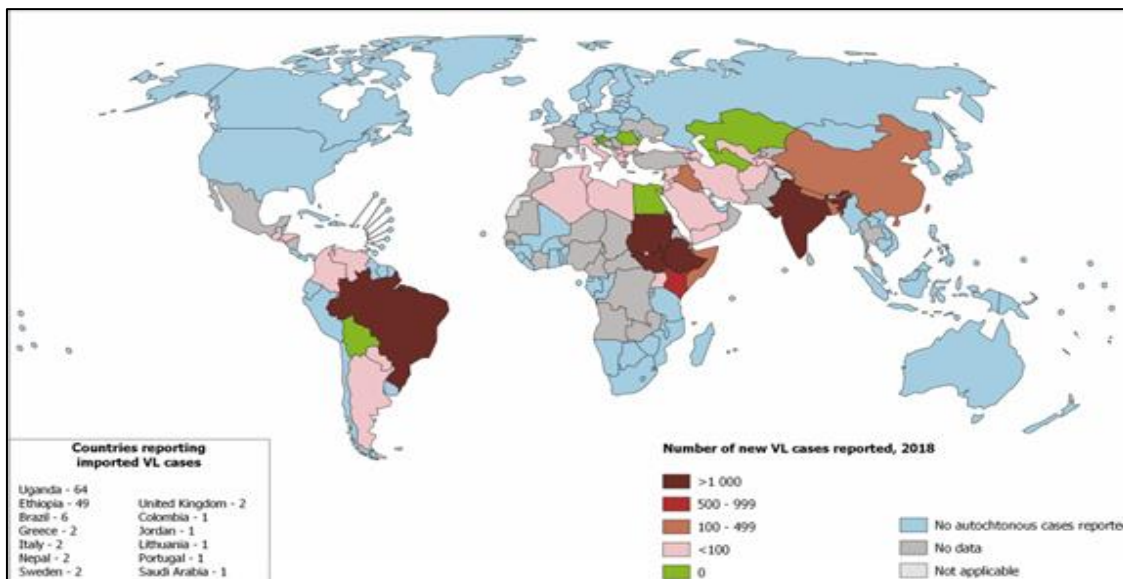 Countries reporting
imported VL cases
Uganda - 64
Ethiopia - 49
Brazil - 6
Greece - 2
Italy - 2
Nepal - 2
Sweden - 2
United Kingdom - 2
Colombia - 1
Jordan - 1
Lithuania - 1
Portugal - 1
Saudi Arabia - 1
Number of new VL cases reported, 2018
>1 000
500 - 999
100 - 499
<100
0
No autochtonous cases reported
No data
Not applicable